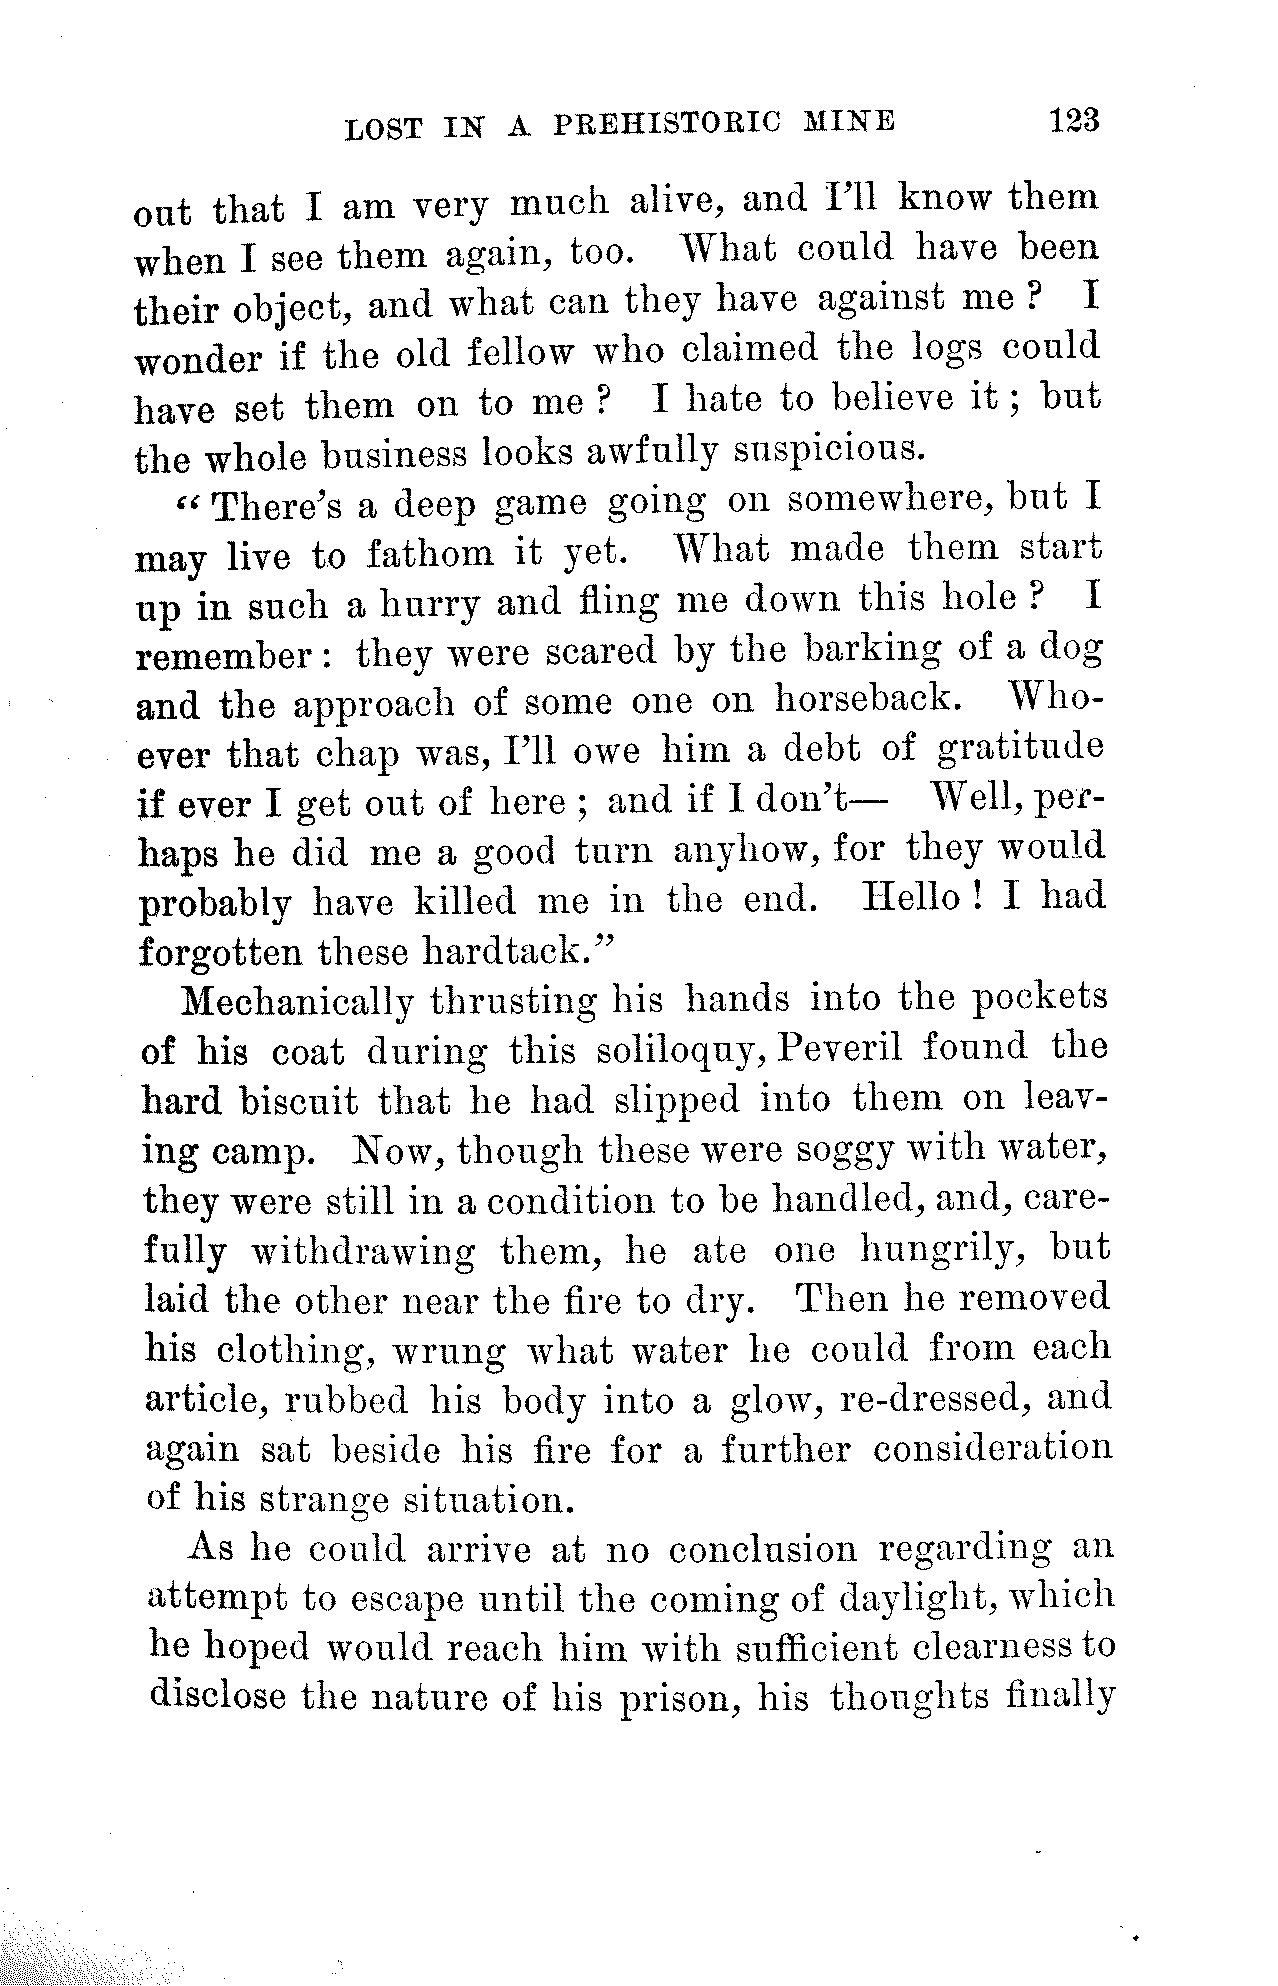 LOST IN A PREHISTORIC MINE 123
out that I am very much alive, and I'll know them
when I see them again, too. What could have been
their object, and what can they have against me? I
wonder if the old fellow who claimed the logs could
have set them on to me? I hate to believe it; but
the whole business looks awfully suspicious.
"There's a deep game going on somewhere, but I
may live to fathom it yet. What made them start
up in such a hurry and fling me down this hole? I
remember: they were scared by the barking of a dog
and the approach of some one on horseback. Who-
ever that chap was, I'll owe him a debt of gratitude
if ever I get out of here; and if I don't— Well, per-
haps he did me a good turn anyhow, for they would
probably have killed me in the end. Hello! I had
forgotten these hardtack."
Mechanically thrusting his hands into the pockets
of his coat during this soliloquy, Peveril found the
hard biscuit that he had slipped into them on leav-
ing camp. Now, though these were soggy with water,
they were still in a condition to be handled, and, care-
fully withdrawing them, he ate one hungrily, but
laid the other near the fire to dry. Then he removed
his clothing, wrung what water he could from each
article, rubbed his body into a glow, re-dressed, and
again sat beside his fire for a further consideration
of his strange situation.
As he could arrive at no conclusion regarding an
attempt to escape until the coming of daylight, which
he hoped would reach him with sufficient clearness to
disclose the nature of his prison, his thoughts finally